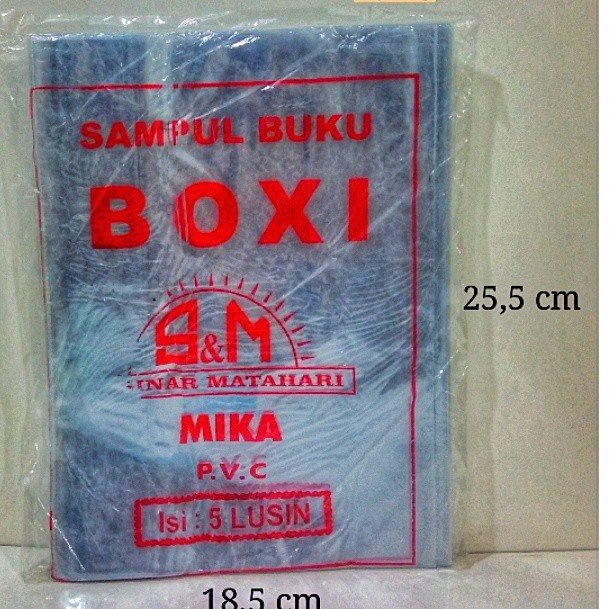 SAMPUL BUKU
BOXI
S&M
SINAR MATAHARI
MIKA
P.V.C
Isi : 5 LUSIN
25,5 cm
18,5 cm